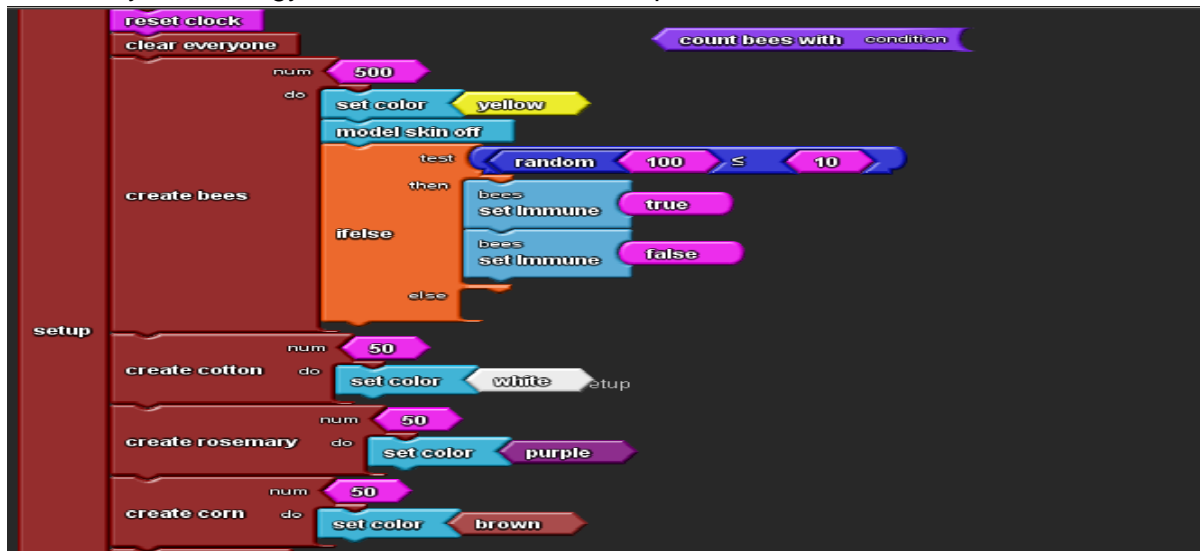 reset clock
clear everyone
count bees with condition
num 500
do set color yellow
model skin off
test random 100 ≤ 10
create bees
then bees set Immune true
ifelse
bees set Immune false
else
setup
num 50
create cotton do set color white etup
num 50
create rosemary do set color purple
num 50
create corn do set color brown